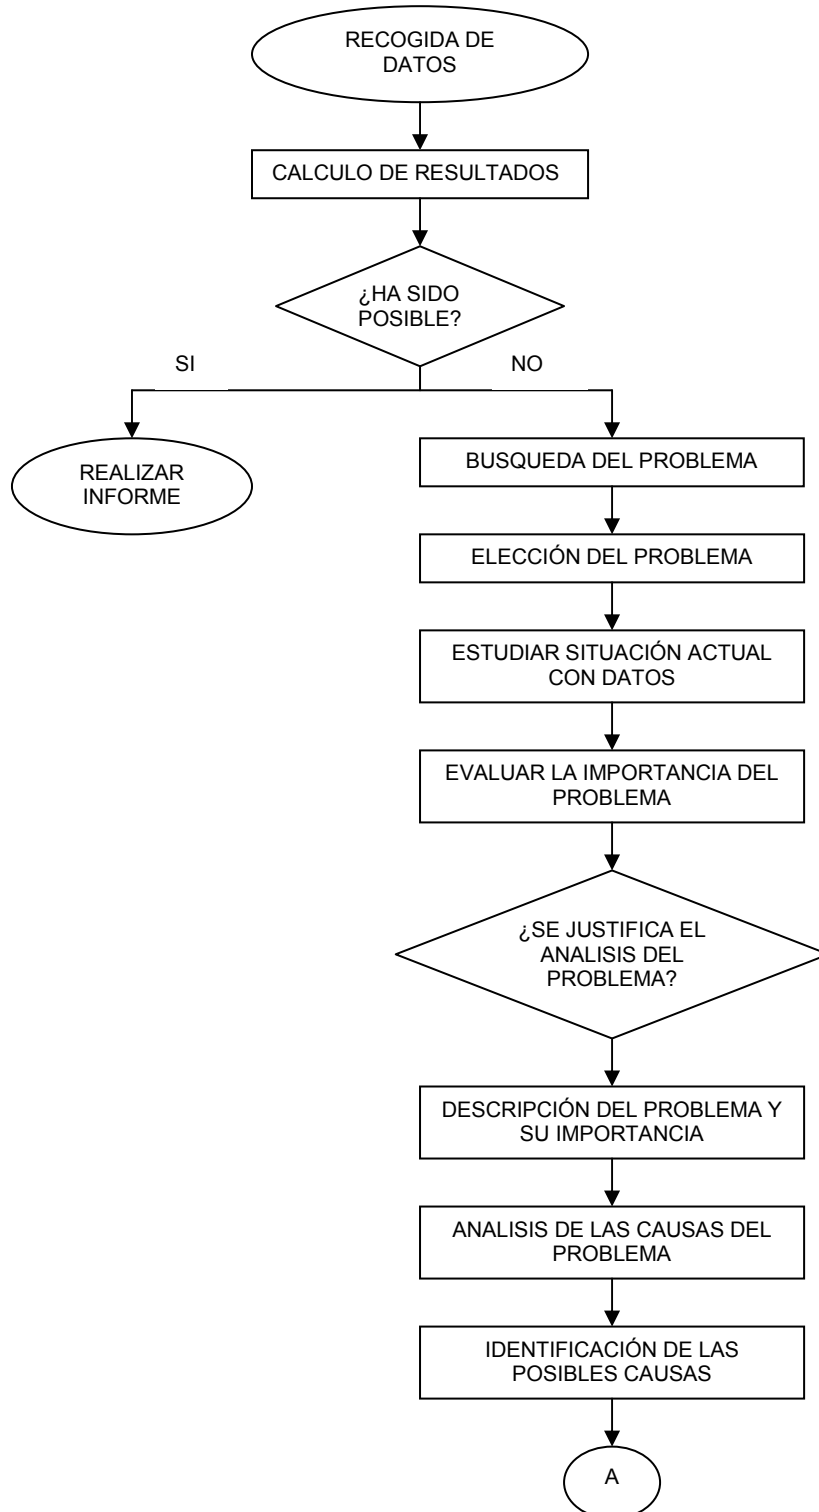 RECOGIDA DE
DATOS
CALCULO DE RESULTADOS
¿HA SIDO
POSIBLE?
SI
NO
REALIZAR
INFORME
BUSQUEDA DEL PROBLEMA
ELECCIÓN DEL PROBLEMA
ESTUDIAR SITUACIÓN ACTUAL
CON DATOS
EVALUAR LA IMPORTANCIA DEL
PROBLEMA
¿SE JUSTIFICA EL
ANALISIS DEL
PROBLEMA?
DESCRIPCIÓN DEL PROBLEMA Y
SU IMPORTANCIA
ANALISIS DE LAS CAUSAS DEL
PROBLEMA
IDENTIFICACIÓN DE LAS
POSIBLES CAUSAS
A